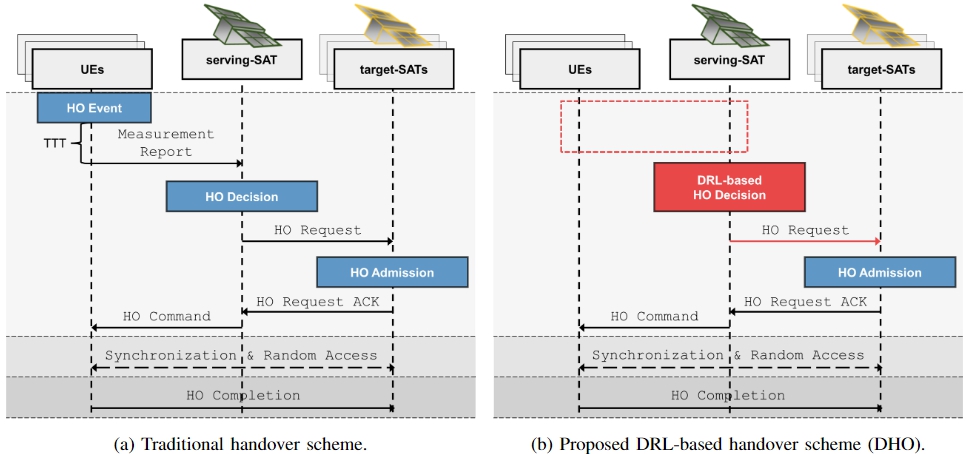 UEs
serving-SAT
target-SATs
HO Event
TTT
Measurement
Report
HO Decision
HO Request
HO Admission
HO Request ACK
HO Command
Synchronization & Random Access
HO Completion
(a) Traditional handover scheme.
UEs
serving-SAT
target-SATs
DRL-based
HO Decision
HO Request
HO Admission
HO Request ACK
HO Command
Synchronization & Random Access
HO Completion
(b) Proposed DRL-based handover scheme (DHO).